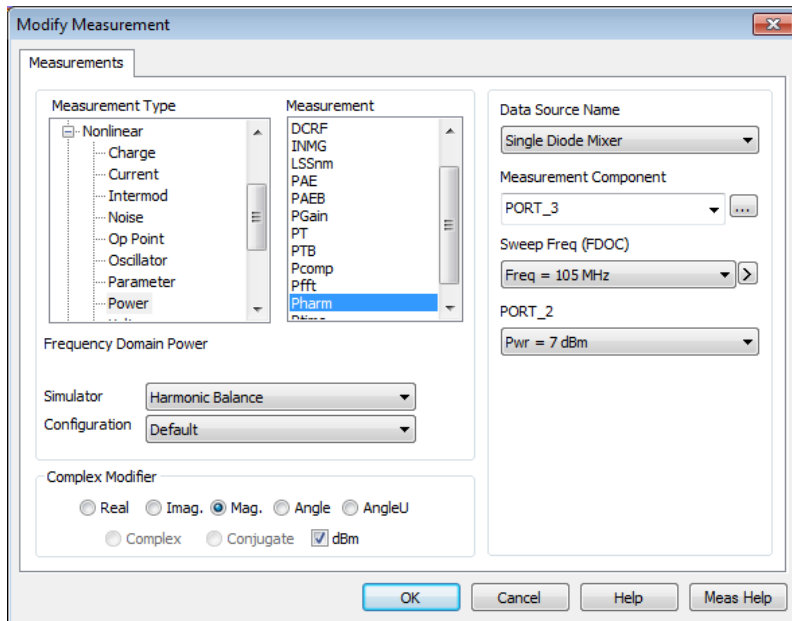 Modify Measurement
Measurements
Measurement Type
Nonlinear
Charge
Current
Intermod
Noise
Op Point
Oscillator
Parameter
Power
Measurement
DCRF
INMG
LSSnm
PAE
PAEB
PGain
PT
PTB
Pcomp
Pfft
Pharm
Frequency Domain Power
Simulator
Harmonic Balance
Configuration
Default
Complex Modifier
Real Imag. Mag. Angle AngleU
Complex Conjugate dBm
Data Source Name
Single Diode Mixer
Measurement Component
PORT_3
...
Sweep Freq (FDOC)
Freq = 105 MHz
>
PORT_2
Pwr = 7 dBm
OK Cancel Help Meas Help